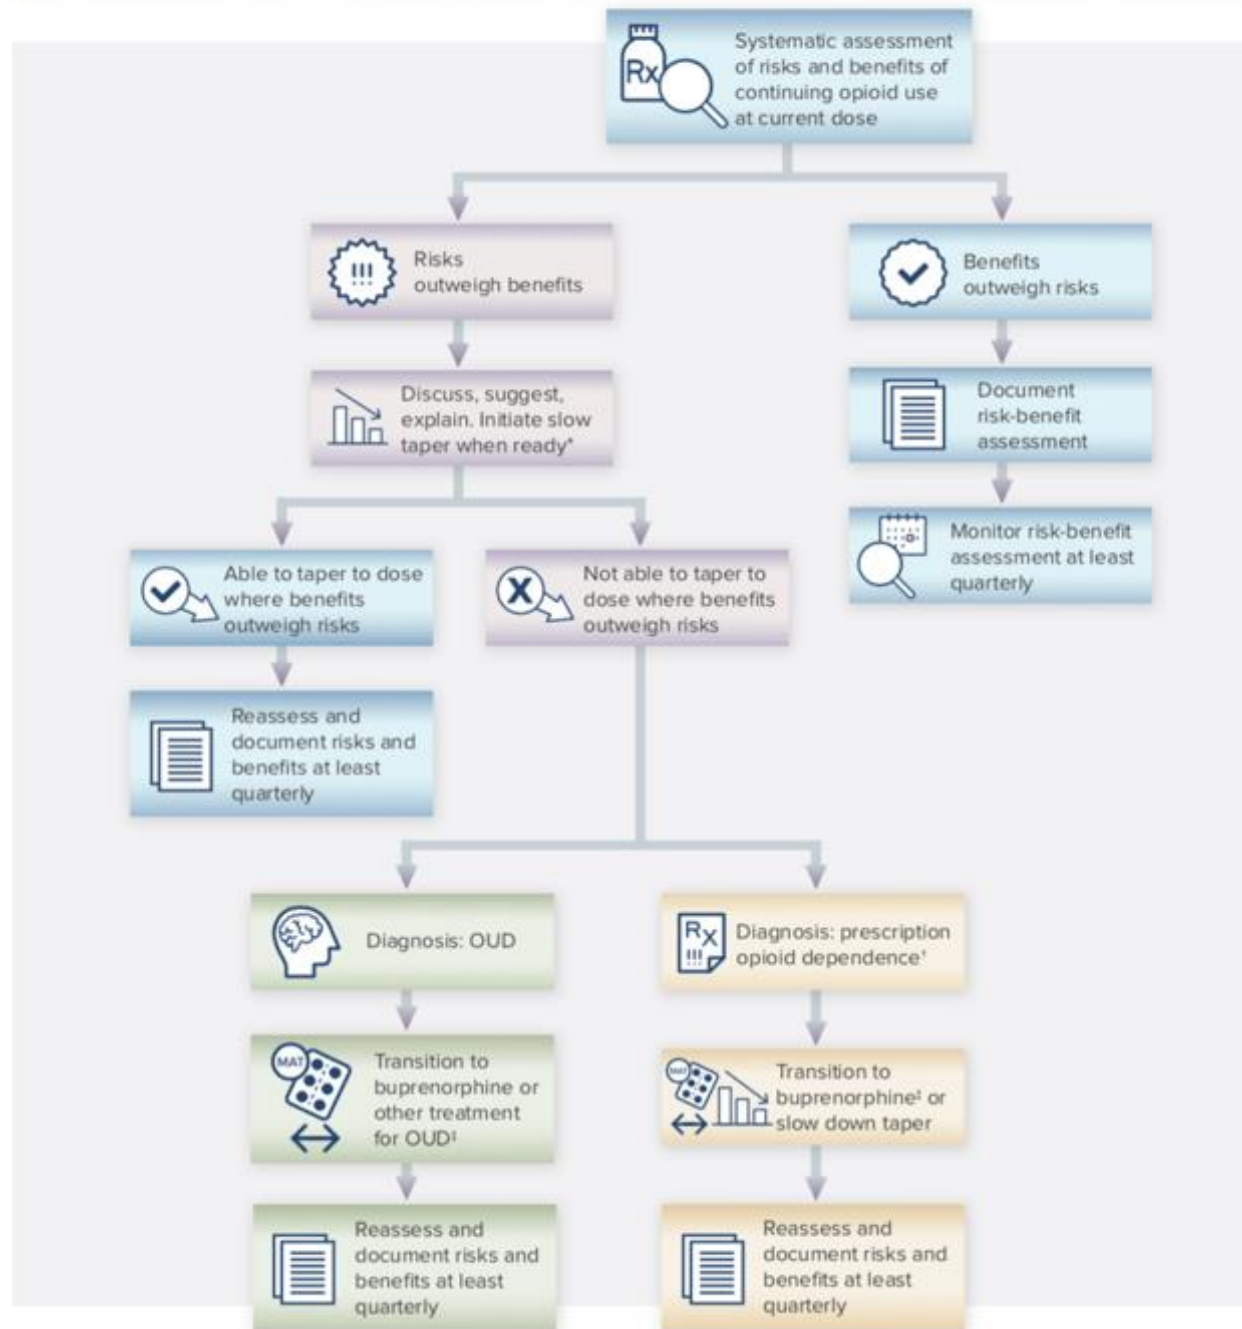 Rx
Systematic assessment
of risks and benefits of
continuing opioid use
at current dose
!!!
Risks
outweigh benefits
Benefits
outweigh risks
Discuss, suggest,
explain. Initiate slow
taper when ready*
Document
risk-benefit
assessment
Monitor risk-benefit
assessment at least
quarterly
Able to taper to dose
where benefits
outweigh risks
X
Not able to taper to
dose where benefits
outweigh risks
Reassess and
document risks and
benefits at least
quarterly
Diagnosis: OUD
Rx
!!!
Diagnosis: prescription
opioid dependence†
MAT
Transition to
buprenorphine or
other treatment
for OUD‡
MAT
Transition to
buprenorphine‡ or
slow down taper
Reassess and
document risks and
benefits at least
quarterly
Reassess and
document risks and
benefits at least
quarterly